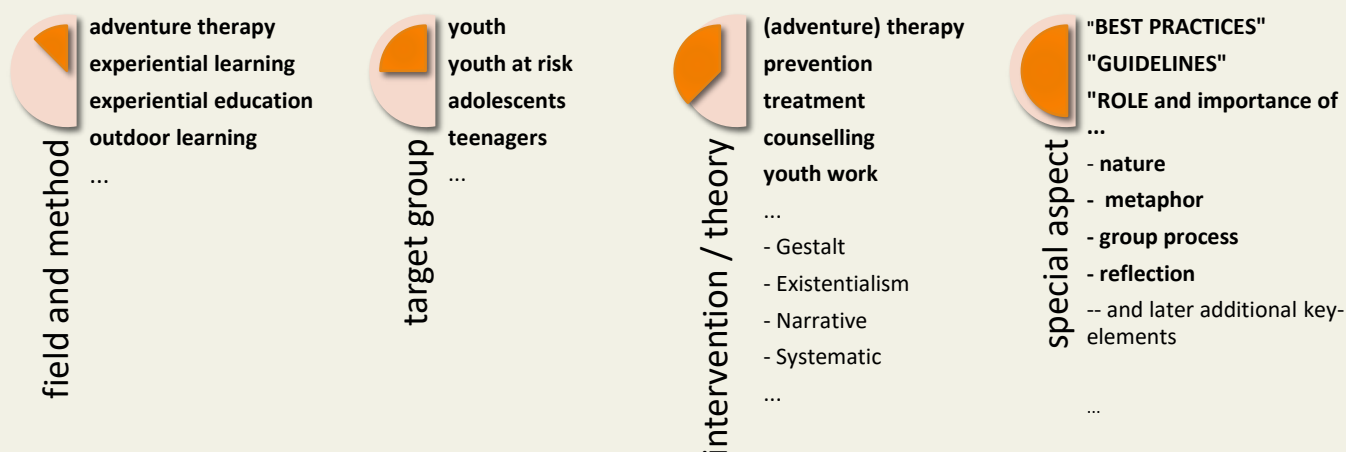 field and method
adventure therapy
experiential learning
experiential education
outdoor learning
...
target group
youth
youth at risk
adolescents
teenagers
...
intervention / theory
(adventure) therapy
prevention
treatment
counselling
youth work
...
- Gestalt
- Existentialism
- Narrative
- Systematic
...
special aspect
"BEST PRACTICES"
"GUIDELINES"
"ROLE and importance of
...
- nature
- metaphor
- group process
- reflection
-- and later additional key-
elements
...